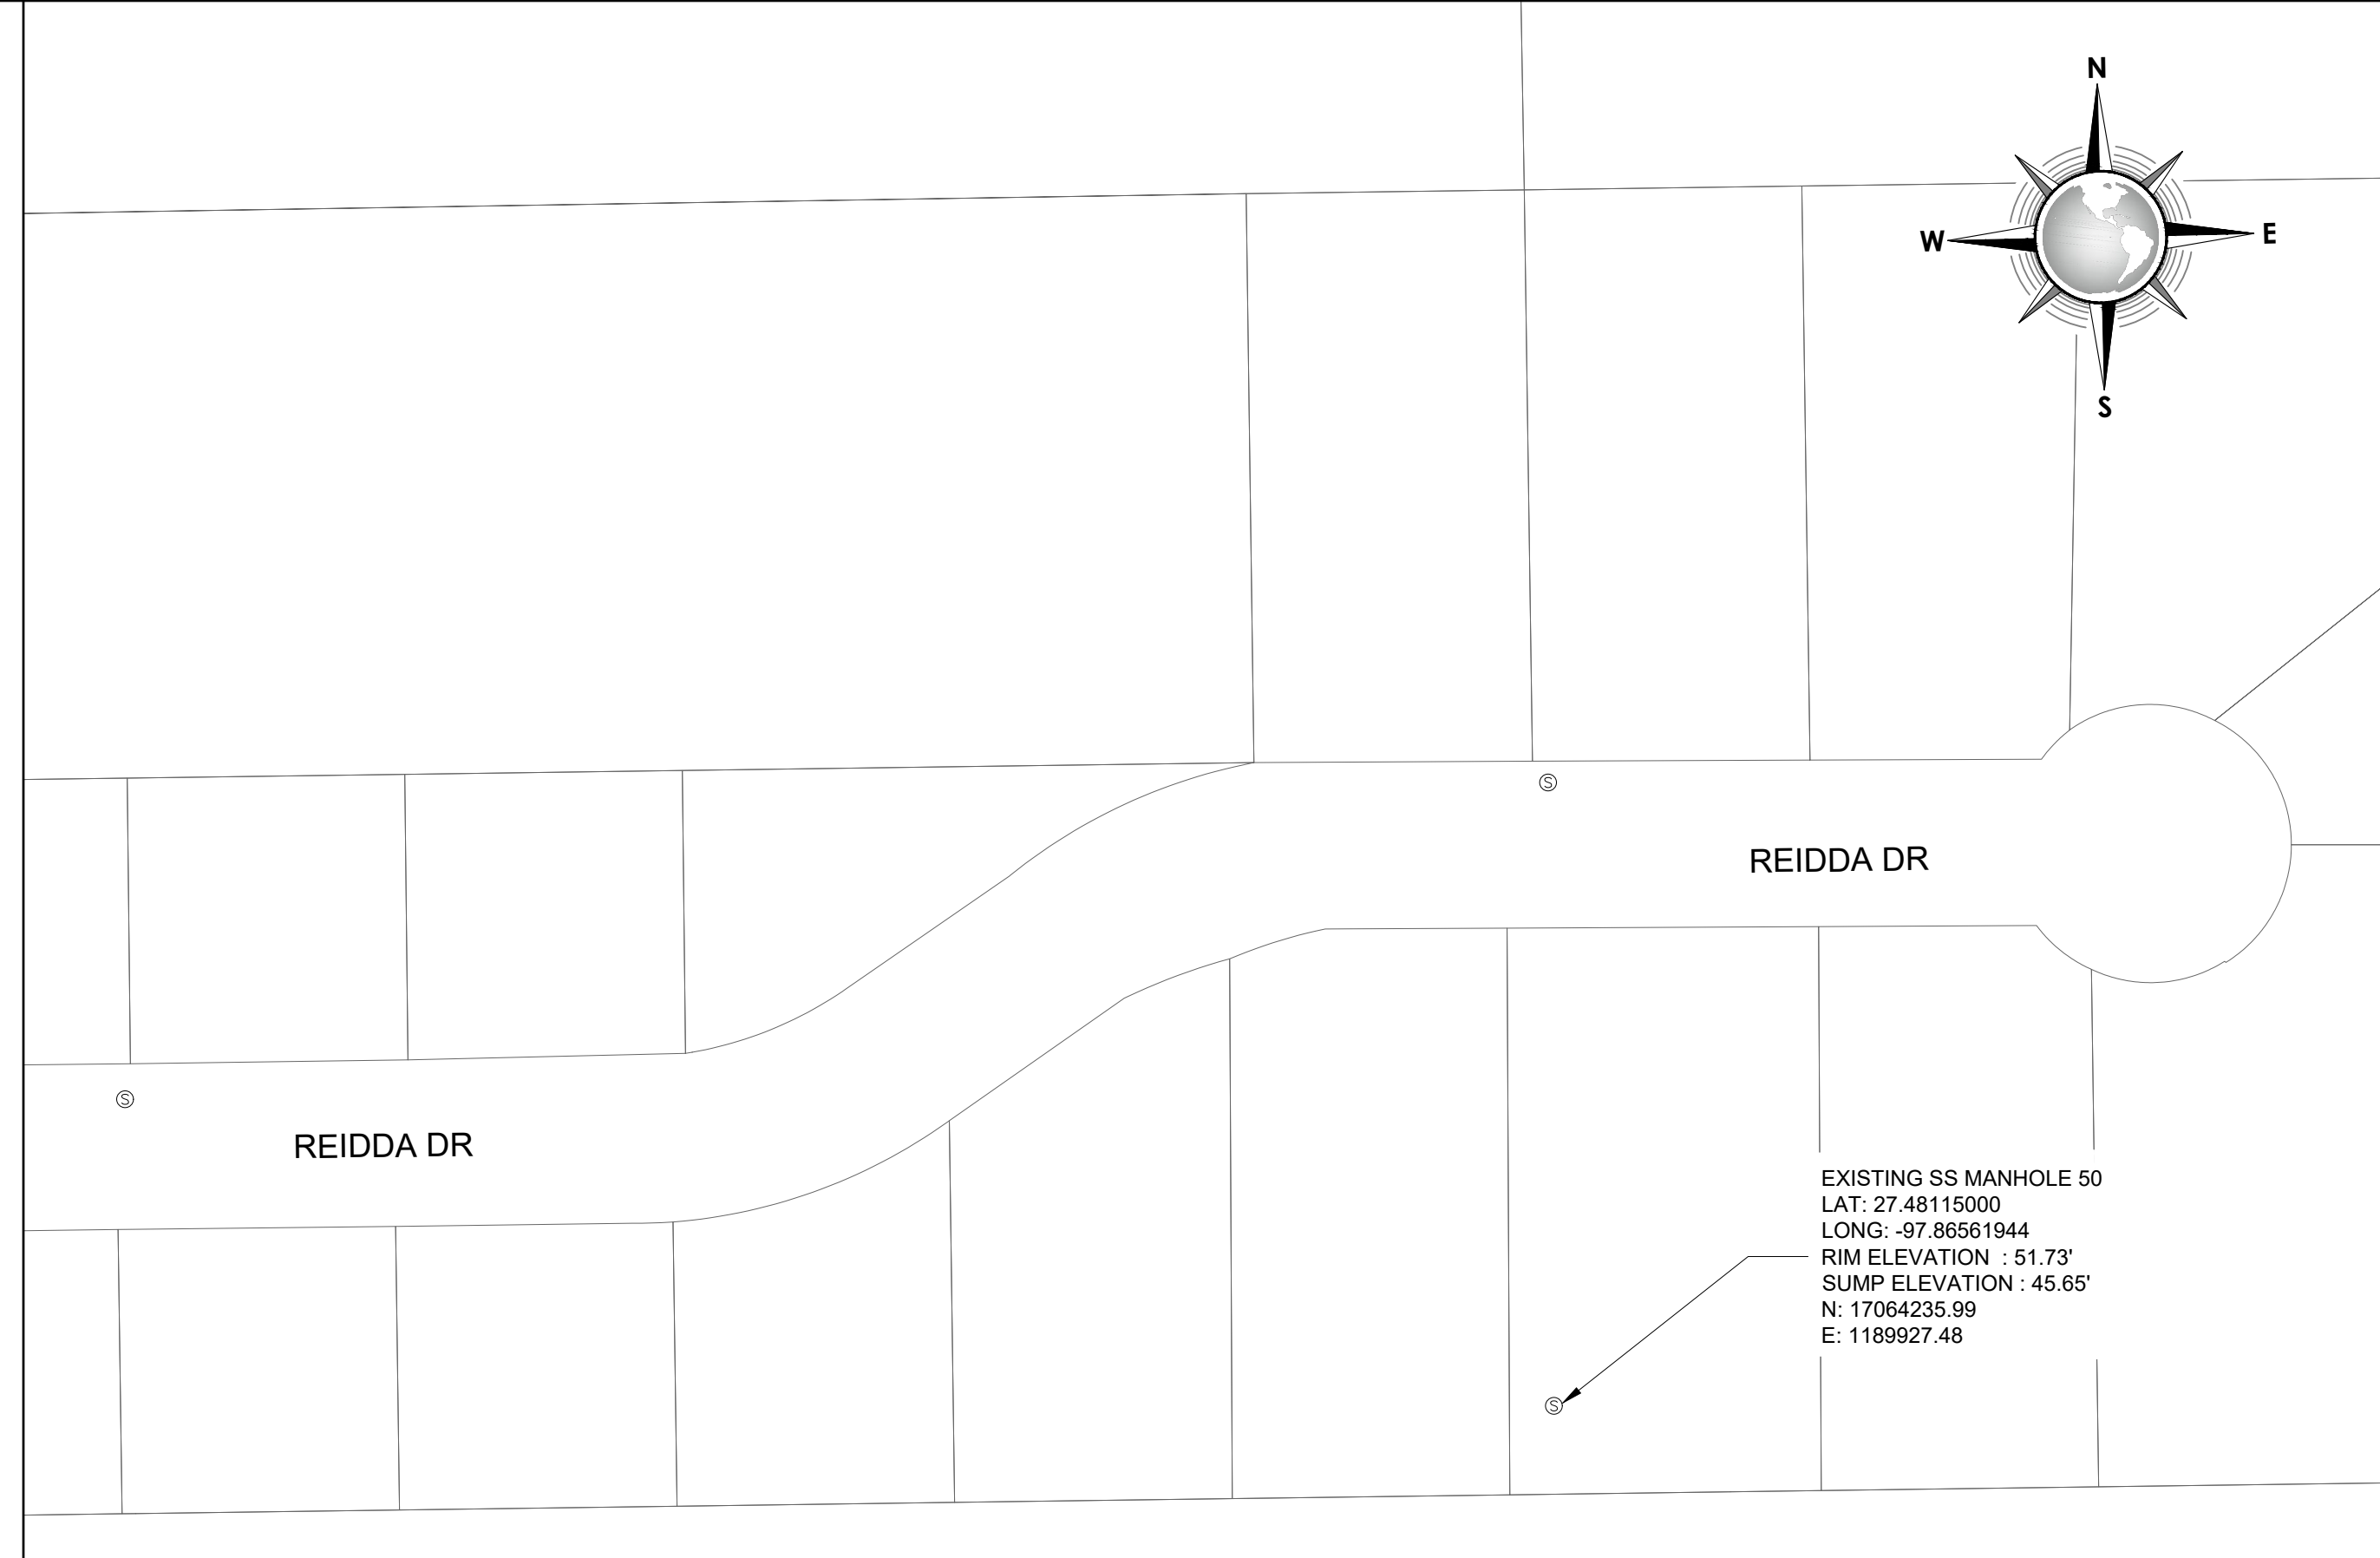 N
W
E
S
S
REIDDA DR
S
REIDDA DR
EXISTING SS MANHOLE 50
LAT: 27.48115000
LONG: -97.86561944
RIM ELEVATION : 51.73'
SUMP ELEVATION : 45.65'
N: 17064235.99
E: 1189927.48
S